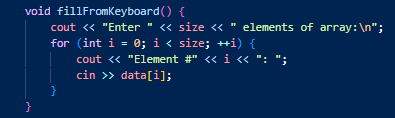 void fillFromKeyboard() {
    cout << "Enter " << size << " elements of array:\n";
    for (int i = 0; i < size; ++i) {
        cout << "Element #" << i << ": ";
        cin >> data[i];
    }
}